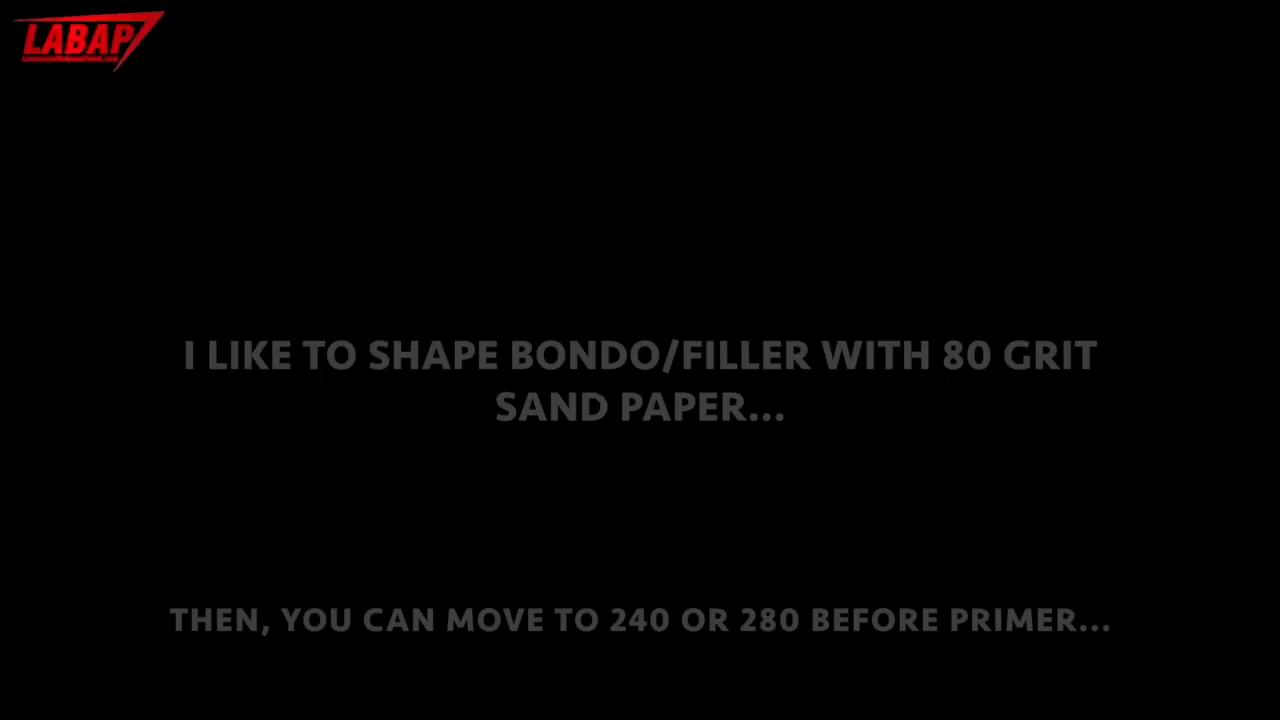 LABAP
I LIKE TO SHAPE BONDO/FILLER WITH 80 GRIT
SAND PAPER...
THEN, YOU CAN MOVE TO 240 OR 280 BEFORE PRIMER...